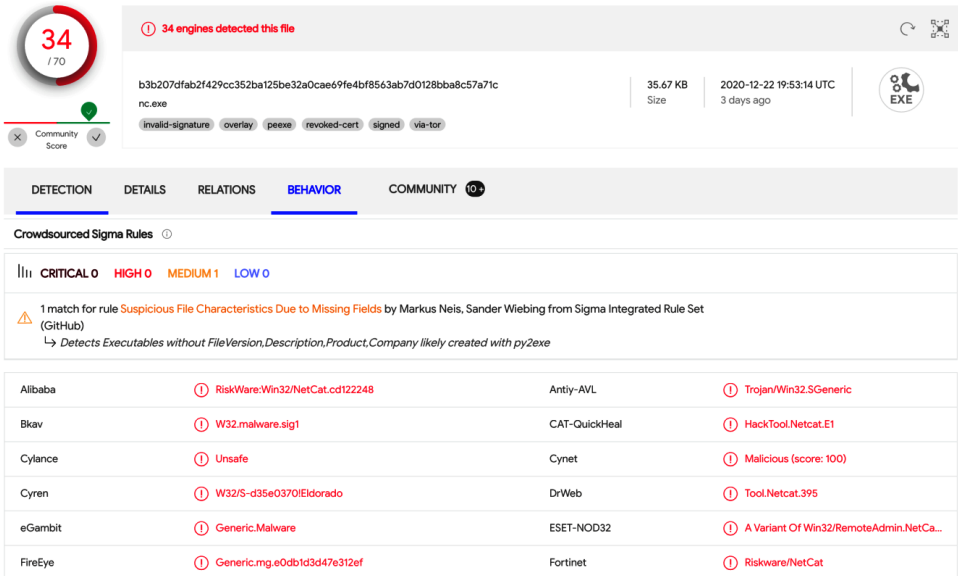 34
/ 70
Community
Score
34 engines detected this file
b3b207dfab2f429cc352ba125be32a0cae69fe4bf8563ab7d0128bba8c57a71c
nc.exe
invalid-signature overlay peexe revoked-cert signed via-tor
35.67 KB
Size
2020-12-22 19:53:14 UTC
3 days ago
EXE
DETECTION DETAILS RELATIONS BEHAVIOR COMMUNITY 10+
Crowdsourced Sigma Rules
CRITICAL 0 HIGH 0 MEDIUM 1 LOW 0
1 match for rule Suspicious File Characteristics Due to Missing Fields by Markus Neis, Sander Wiebing from Sigma Integrated Rule Set
(GitHub)
Detects Executables without FileVersion,Description,Product,Company likely created with py2exe
Alibaba RiskWare:Win32/NetCat.cd122248 Antiy-AVL Trojan/Win32.SGeneric
Bkav W32.malware.sig1 CAT-QuickHeal HackTool.Netcat.E1
Cylance Unsafe Cynet Malicious (score: 100)
Cyren W32/S-d35e0370!Eldorado DrWeb Tool.Netcat.395
eGambit Generic.Malware ESET-NOD32 A Variant Of Win32/RemoteAdmin.NetCa...
FireEye Generic.mg.e0db1d3d47e312ef Fortinet Riskware/NetCat